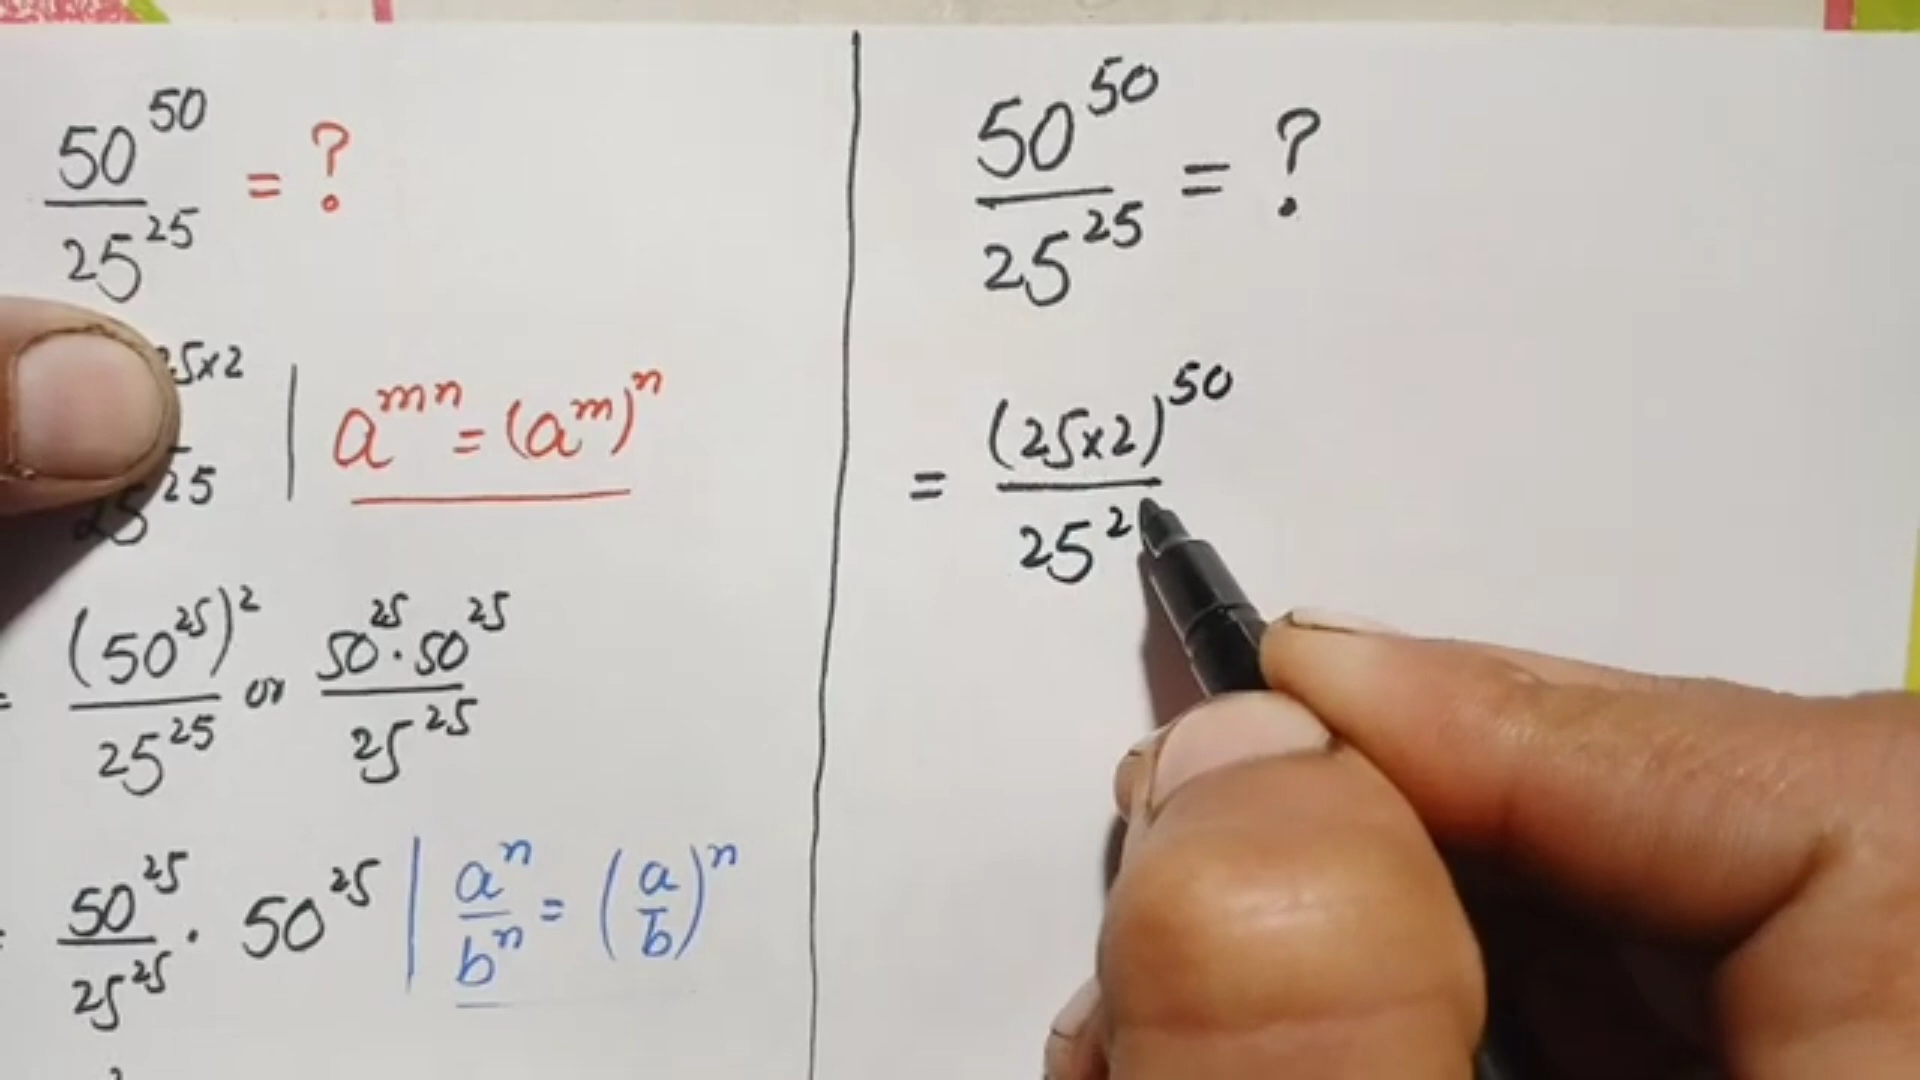 50^50 / 25^25 = ?
5x2 | a^mn = (a^m)^n
25^25
= (50^25)^2 / 25^25 or 50^25 · 50^25 / 25^25
= 50^25 / 25^25 · 50^25 | a^n / b^n = (a/b)^n
50^50 / 25^25 = ?
= (25x2)^50 / 25^2